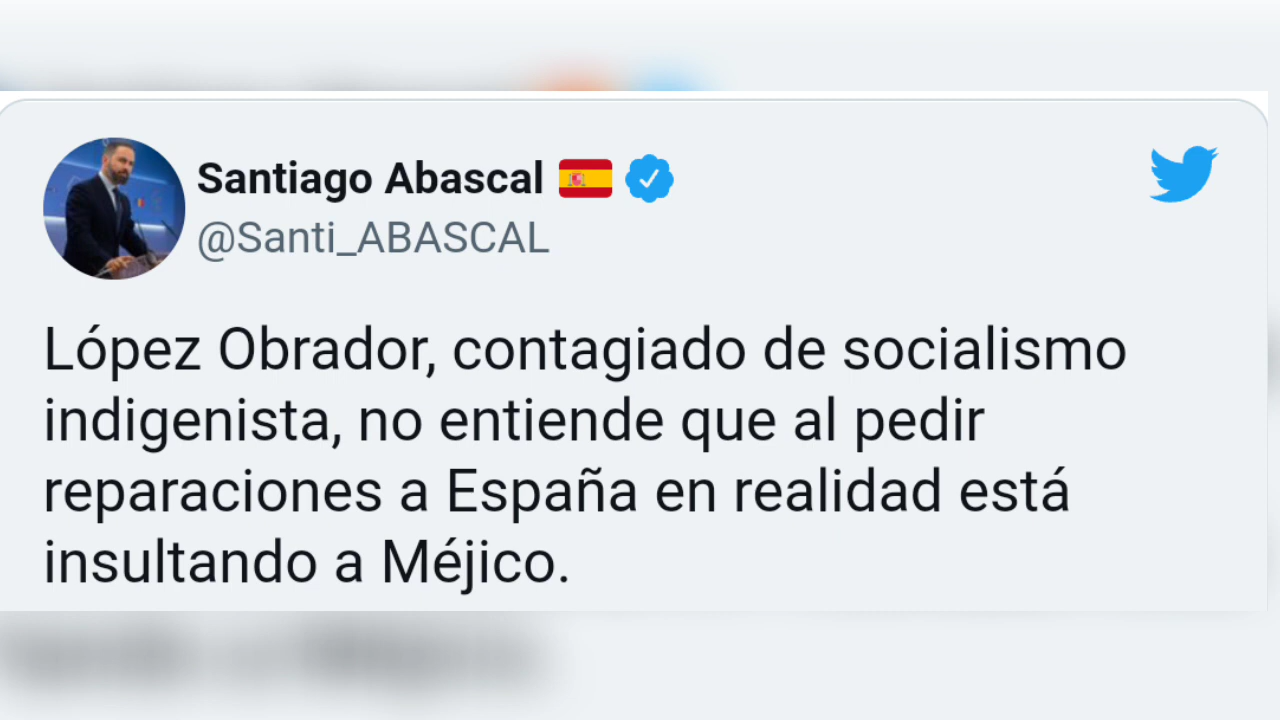 Santiago Abascal
@Santi_ABASCAL
López Obrador, contagiado de socialismo
indigenista, no entiende que al pedir
reparaciones a España en realidad está
insultando a Méjico.